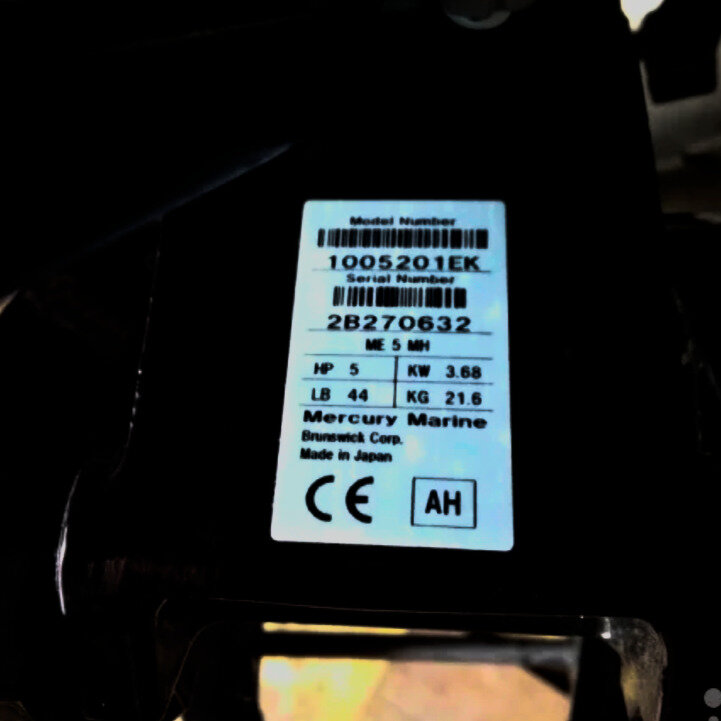 Model Number
1005201EK
Serial Number
2B270632
ME 5 MH
HP 5 KW 3.68
LB 44 KG 21.6
Mercury Marine
Brunswick Corp.
Made in Japan
CE AH